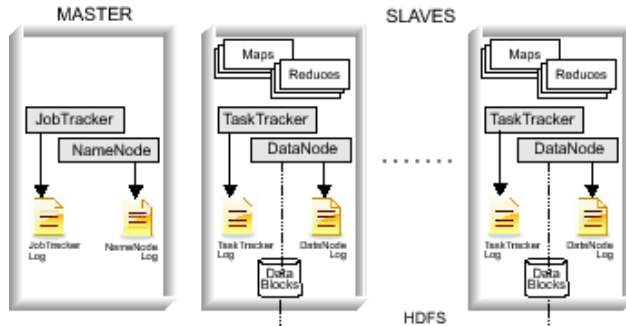 MASTER
SLAVES
Maps
Reduces
Maps
Reduces
JobTracker
NameNode
TaskTracker
DataNode
TaskTracker
DataNode
JobTracker
Log
NameNode
Log
TaskTracker
Log
DataNode
Log
TaskTracker
Log
DataNode
Log
Data
Blocks
Data
Blocks
HDFS